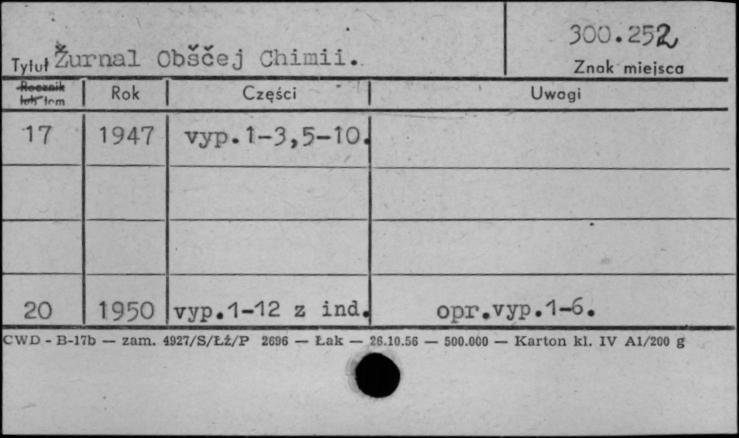 300.252
Tytuł Žurnal Obščej Chimii.
Znak miejsca
Rocznik lub tom Rok Części Uwagi
17 1947 vyp.1-3,5-10.
20 1950 vyp.1-12 z ind. opr.vyp.1-6.
CWD - B-17b — zam. 4927/S/ŁŹ/P 2696 — Łak — 26.10.56 — 500.000 — Karton kl. IV A1/200 g